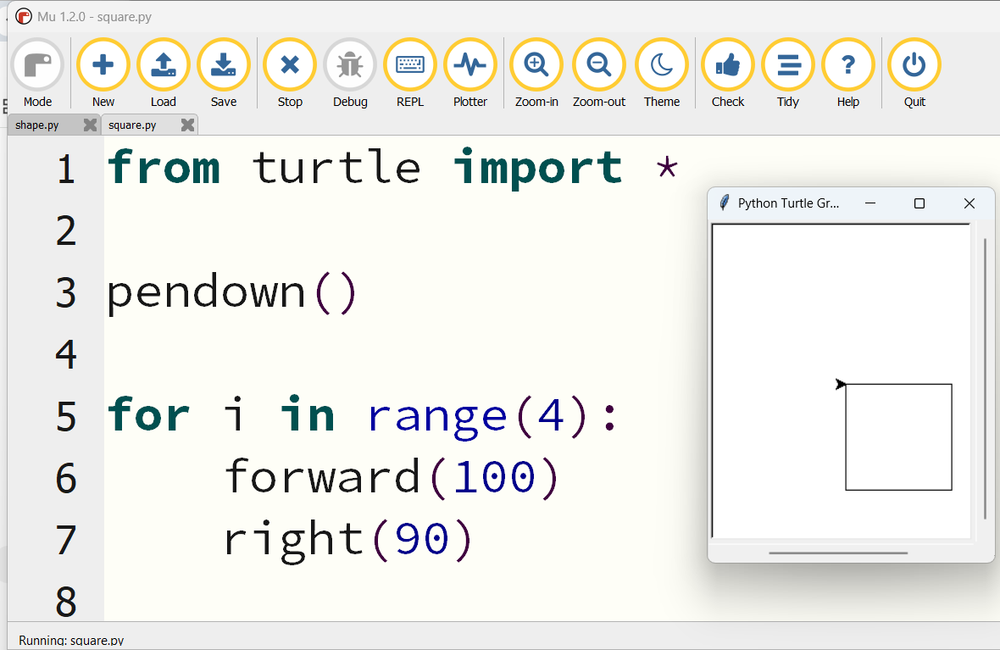 Mu 1.2.0 - square.py
Mode New Load Save Stop Debug REPL Plotter Zoom-in Zoom-out Theme Check Tidy Help Quit
shape.py square.py
1 from turtle import *
2
3 pendown()
4
5 for i in range(4):
6     forward(100)
7     right(90)
8
Python Turtle Gr...
Running: square.py